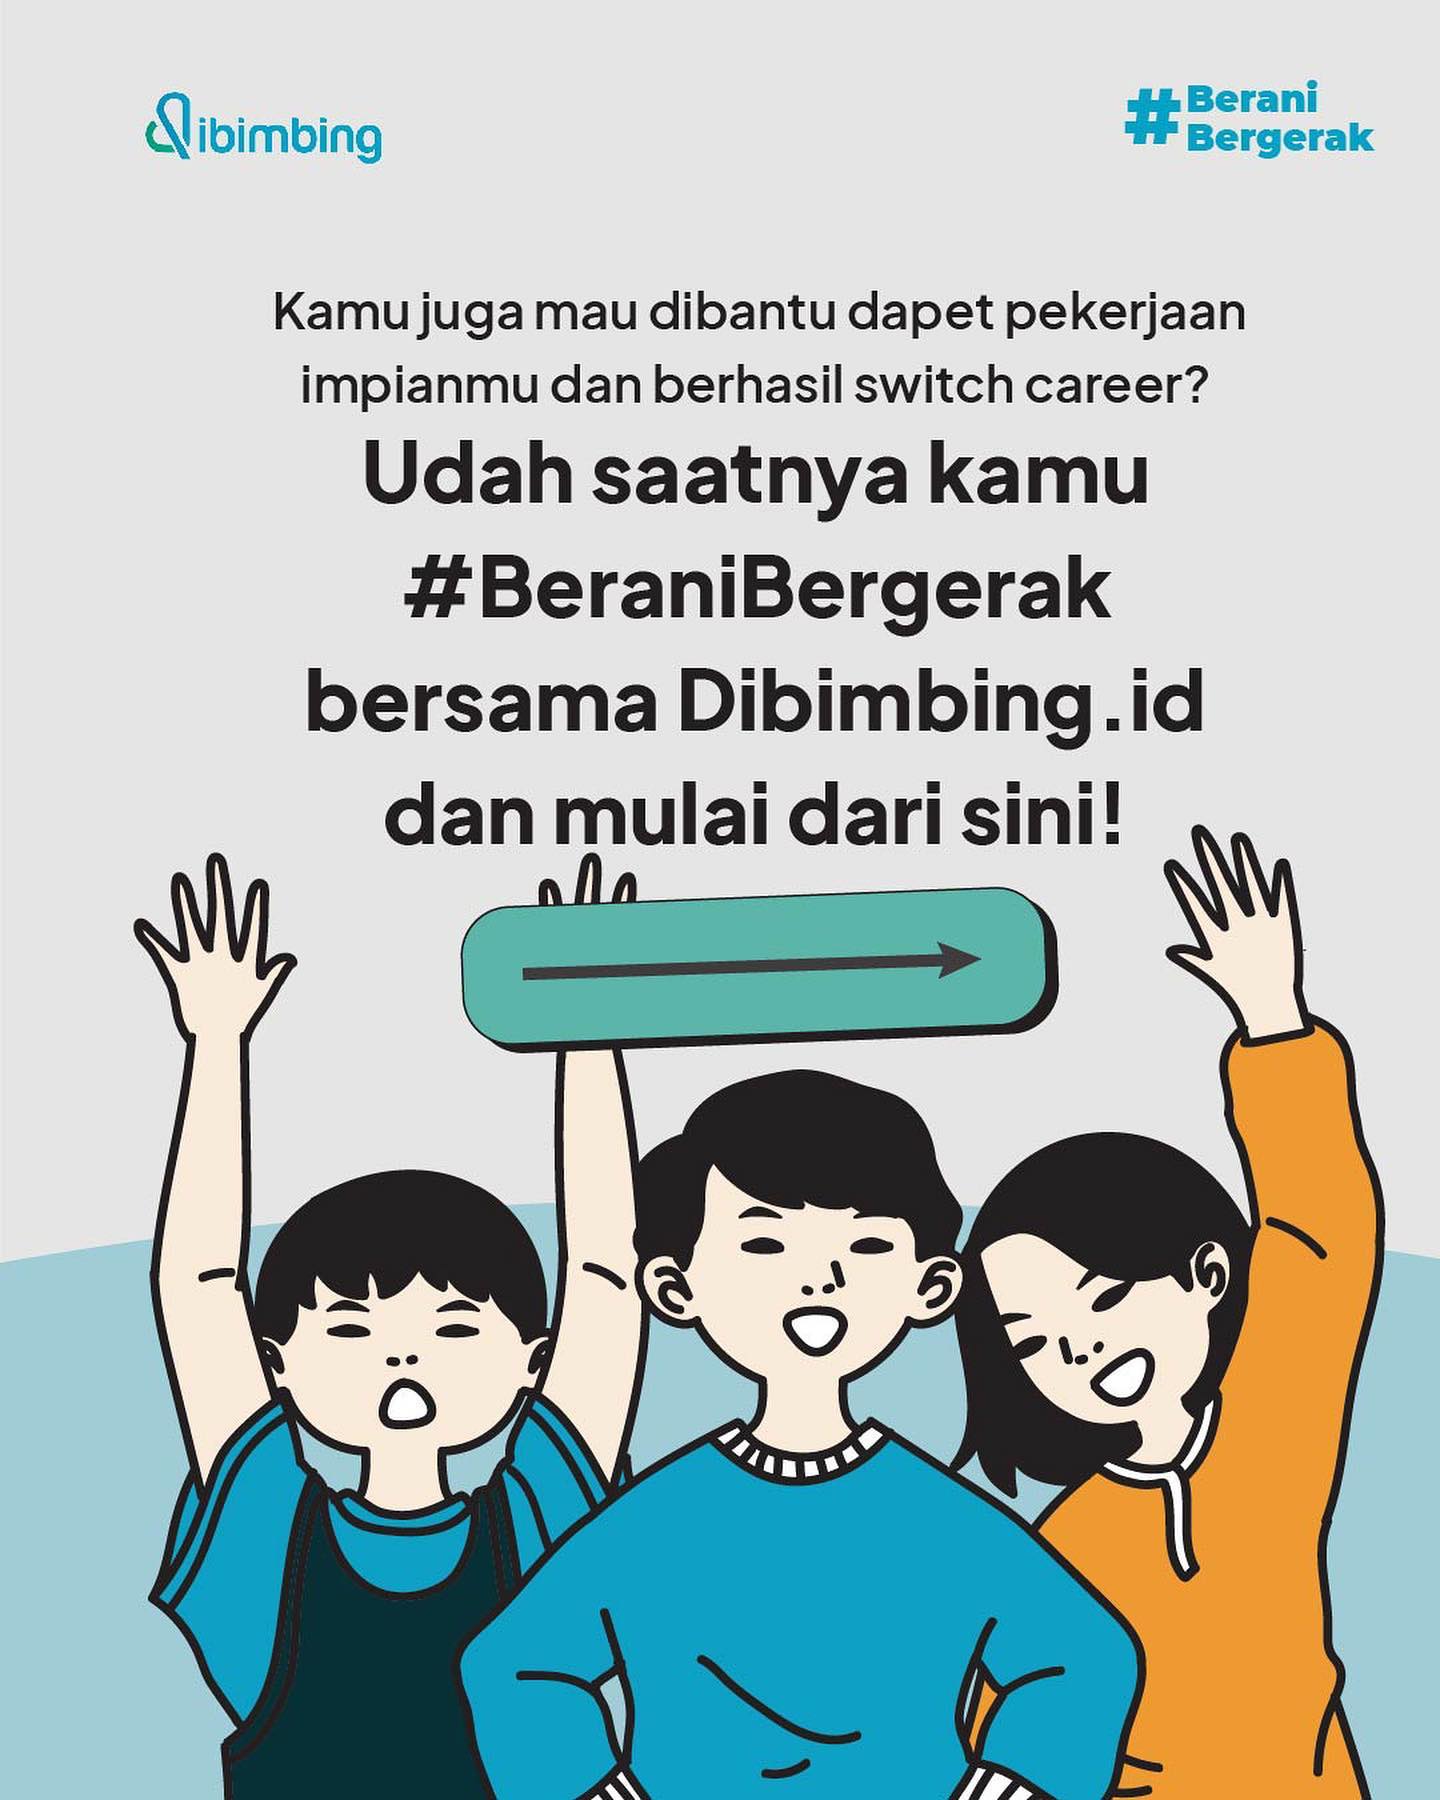 Dibimbing
#Berani
Bergerak
Kamu juga mau dibantu dapet pekerjaan
impianmu dan berhasil switch career?
Udah saatnya kamu
#BeraniBergerak
bersama Dibimbing.id
dan mulai dari sini!